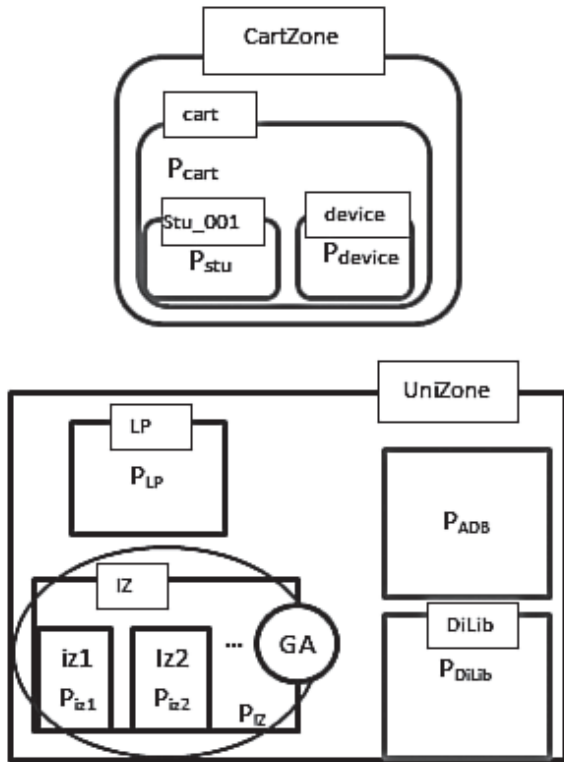 CartZone
cart
Pcart
Stu_001
device
Pstu
Pdevice
UniZone
LP
PLP
PADB
IZ
DiLib
iz1
Iz2
...
GA
PDiLib
Piz1
Piz2
PIZ